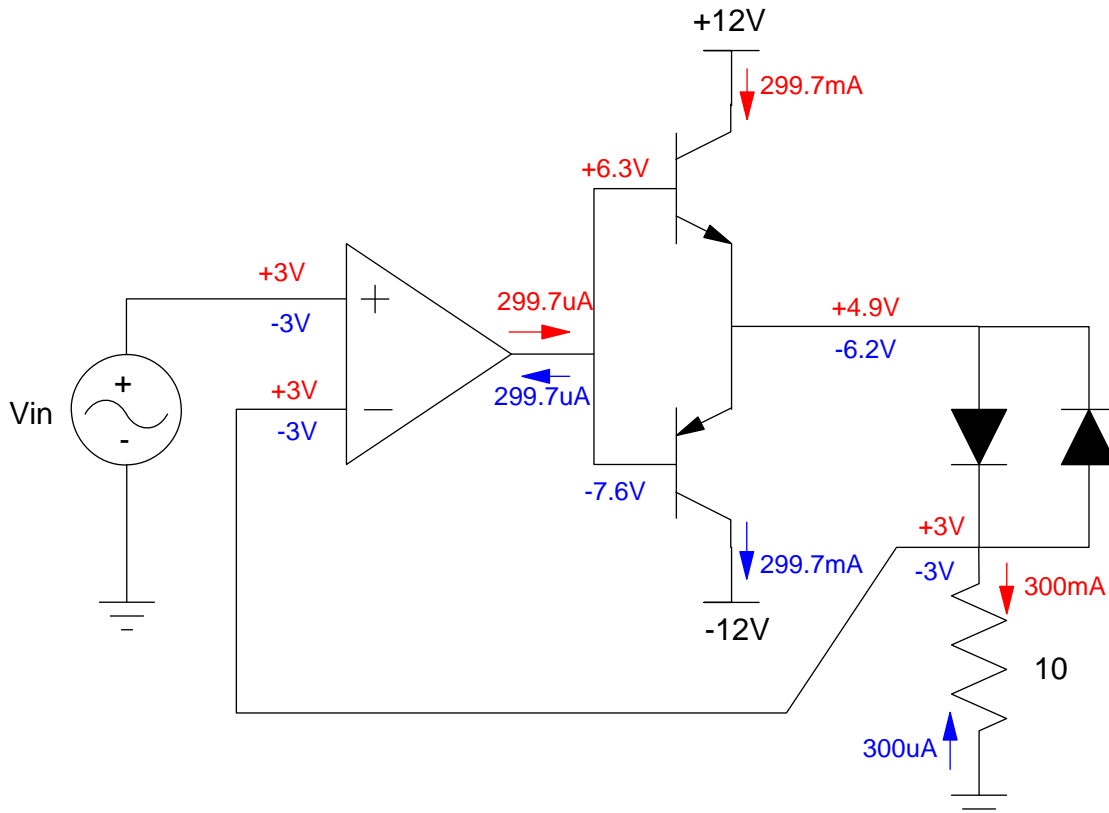 +12V
299.7mA
+6.3V
+3V
-3V
299.7uA
299.7uA
+4.9V
-6.2V
+
-
Vin
+
-
+3V
-3V
-7.6V
299.7mA
-12V
+3V
-3V
300mA
10
300uA